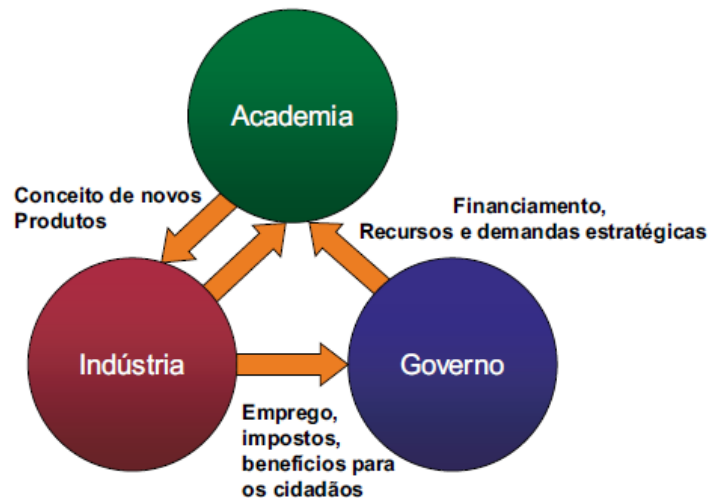 Academia
Conceito de novos
Produtos
Financiamento,
Recursos e demandas estratégicas
Indústria
Governo
Emprego,
impostos,
benefícios para
os cidadãos